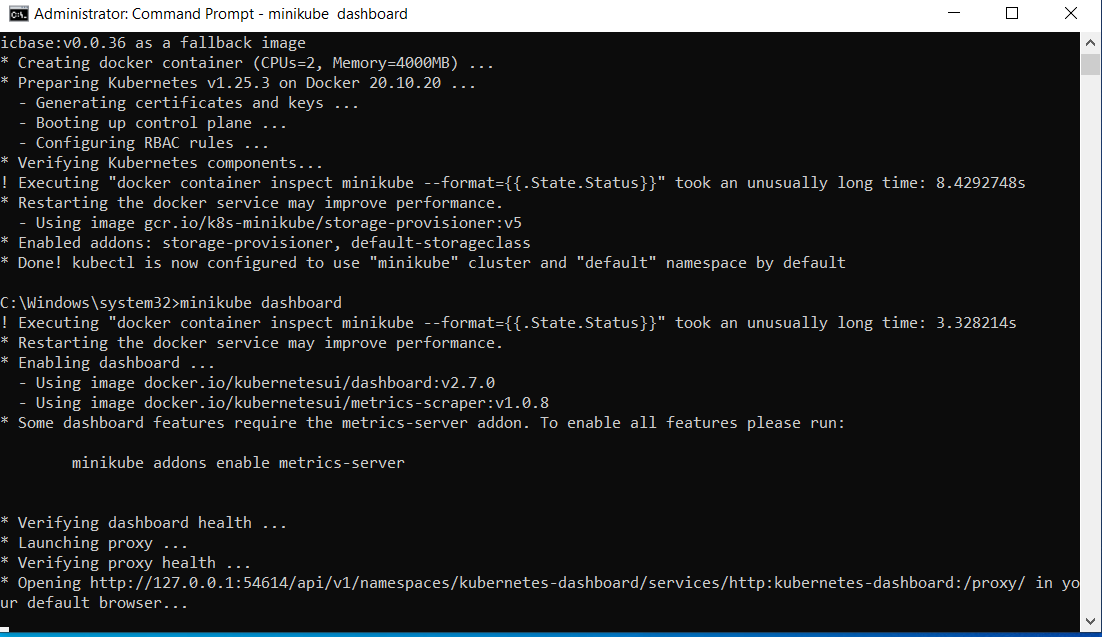 Administrator: Command Prompt - minikube  dashboard
icbase:v0.0.36 as a fallback image
* Creating docker container (CPUs=2, Memory=4000MB) ...
* Preparing Kubernetes v1.25.3 on Docker 20.10.20 ...
  - Generating certificates and keys ...
  - Booting up control plane ...
  - Configuring RBAC rules ...
* Verifying Kubernetes components...
! Executing "docker container inspect minikube --format={{.State.Status}}" took an unusually long time: 8.4292748s
* Restarting the docker service may improve performance.
  - Using image gcr.io/k8s-minikube/storage-provisioner:v5
* Enabled addons: storage-provisioner, default-storageclass
* Done! kubectl is now configured to use "minikube" cluster and "default" namespace by default
C:\Windows\system32>minikube dashboard
! Executing "docker container inspect minikube --format={{.State.Status}}" took an unusually long time: 3.328214s
* Restarting the docker service may improve performance.
* Enabling dashboard ...
  - Using image docker.io/kubernetesui/dashboard:v2.7.0
  - Using image docker.io/kubernetesui/metrics-scraper:v1.0.8
* Some dashboard features require the metrics-server addon. To enable all features please run:
        minikube addons enable metrics-server
* Verifying dashboard health ...
* Launching proxy ...
* Verifying proxy health ...
* Opening http://127.0.0.1:54614/api/v1/namespaces/kubernetes-dashboard/services/http:kubernetes-dashboard:/proxy/ in yo
ur default browser...